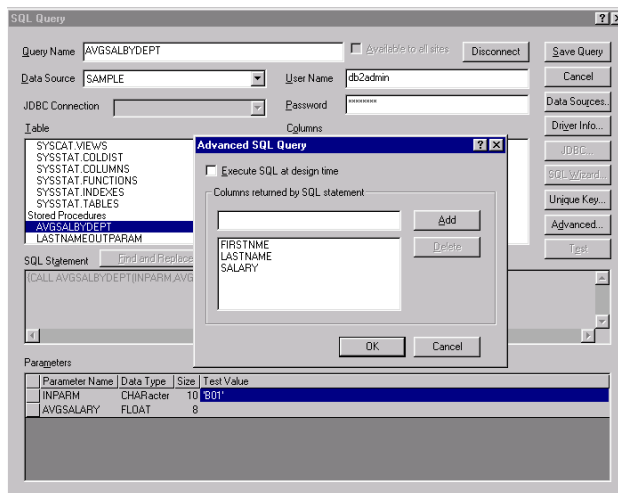 SQL Query
Query Name AVGSALBYDEPT Available to all sites Disconnect Save Query
Data Source SAMPLE User Name db2admin Cancel
JDBC Connection Password ******** Data Sources...
Table Columns Driver Info...
SYSCAT.VIEWS
SYSSTAT.COLDIST
SYSSTAT.COLUMNS
SYSSTAT.FUNCTIONS
SYSSTAT.INDEXES
SYSSTAT.TABLES
Stored Procedures
AVGSALBYDEPT
LASTNAMEOUTPARAM
JDBC...
SQL Wizard...
Unique Key...
Advanced...
Test
Advanced SQL Query
Execute SQL at design time
Columns returned by SQL statement
Add
FIRSTNME
LASTNAME
SALARY
Delete
OK Cancel
SQL Statement Find and Replace
{CALL AVGSALBYDEPT(INPARM,AVG
Parameters
Parameter Name Data Type Size Test Value
INPARM CHARacter 10 'B01'
AVGSALARY FLOAT 8